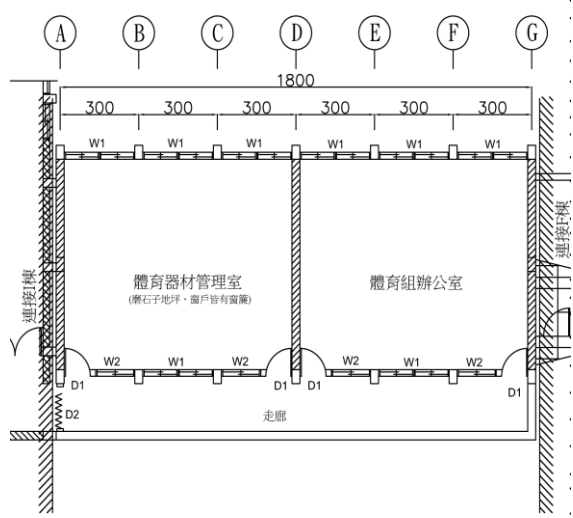 A B C D E F G
1800
300 300 300 300 300 300
W1 W1 W1 W1 W1 W1
連接I棟
連接F棟
體育器材管理室
(磨石子地坪、窗戶皆有窗簾)
體育組辦公室
W2 W1 W2 W2 W1 W2
D1 D1 D1 D1
D2
走廊